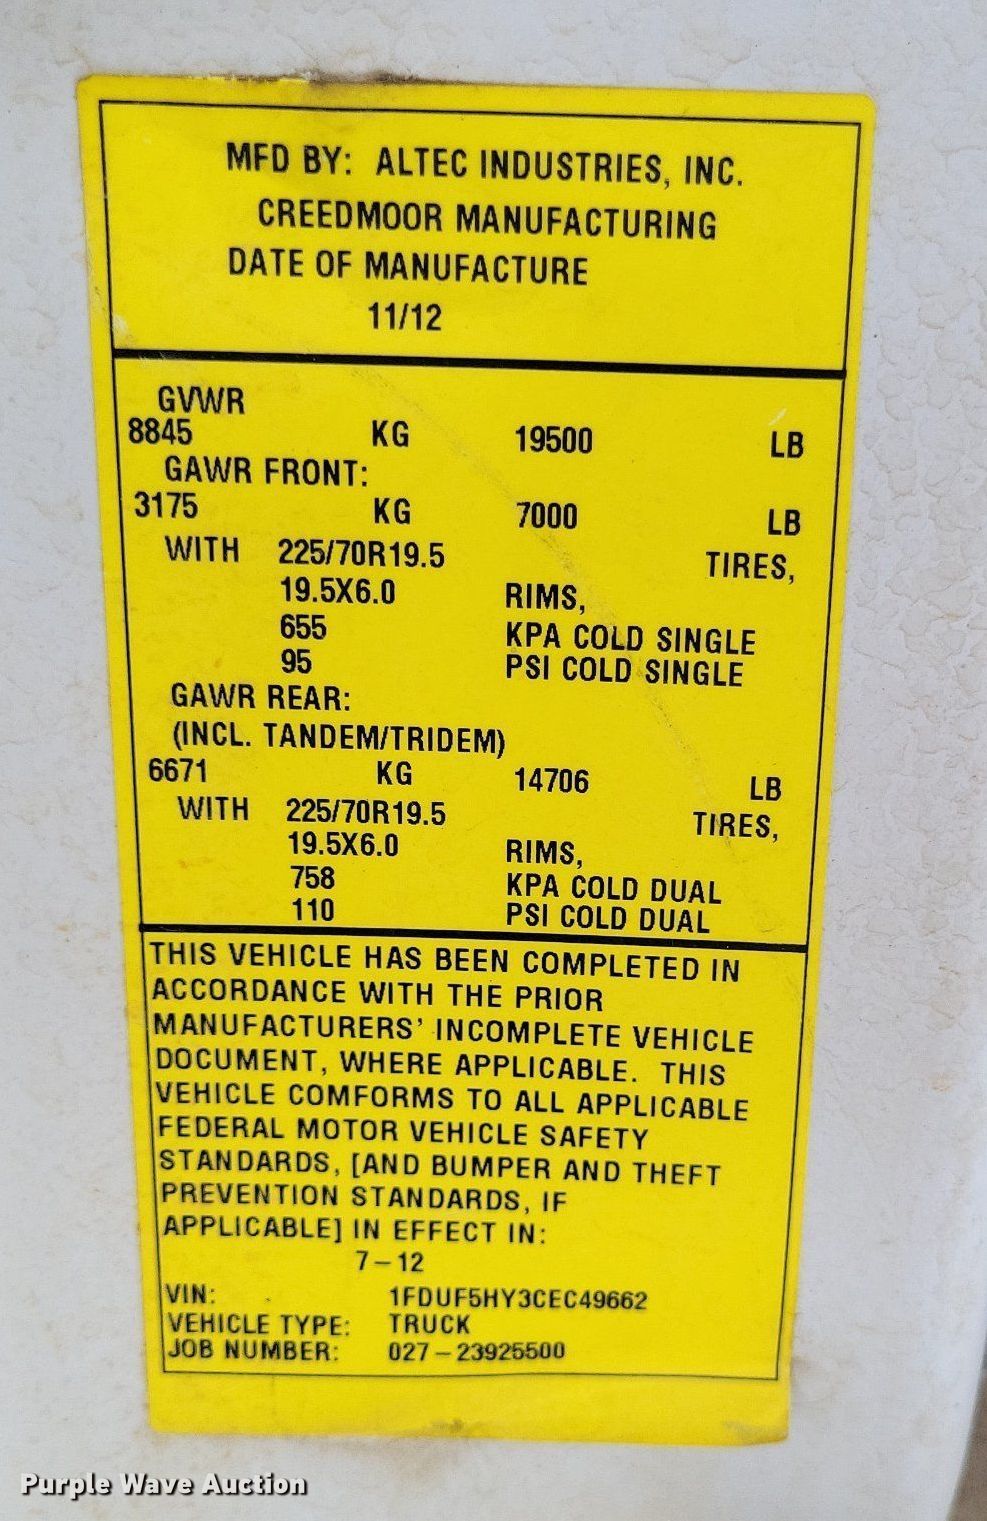 MFD BY: ALTEC INDUSTRIES, INC.
CREEDMOOR MANUFACTURING
DATE OF MANUFACTURE
11/12
GVWR
8845 KG 19500 LB
GAWR FRONT:
3175 KG 7000 LB
WITH 225/70R19.5 TIRES,
19.5X6.0 RIMS,
655 KPA COLD SINGLE
95 PSI COLD SINGLE
GAWR REAR:
(INCL. TANDEM/TRIDEM)
6671 KG 14706 LB
WITH 225/70R19.5 TIRES,
19.5X6.0 RIMS,
758 KPA COLD DUAL
110 PSI COLD DUAL
THIS VEHICLE HAS BEEN COMPLETED IN
ACCORDANCE WITH THE PRIOR
MANUFACTURERS' INCOMPLETE VEHICLE
DOCUMENT, WHERE APPLICABLE. THIS
VEHICLE COMFORMS TO ALL APPLICABLE
FEDERAL MOTOR VEHICLE SAFETY
STANDARDS, [AND BUMPER AND THEFT
PREVENTION STANDARDS, IF
APPLICABLE] IN EFFECT IN:
7-12
VIN: 1FDUF5HY3CEC49662
VEHICLE TYPE: TRUCK
JOB NUMBER: 027-23925500
Purple Wave Auction